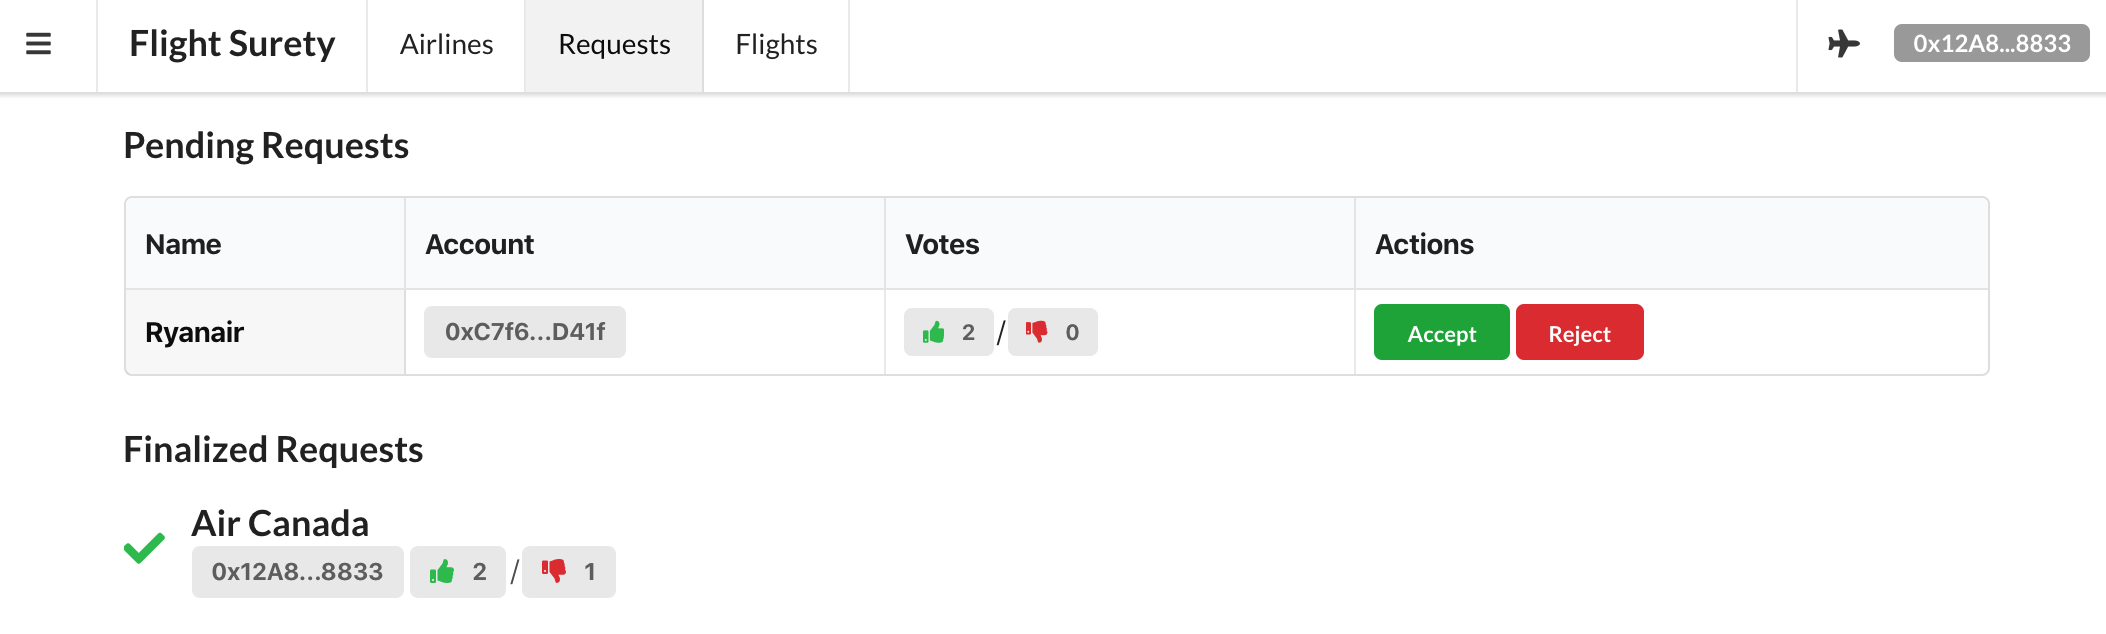 Flight Surety Airlines Requests Flights 0x12A8...8833
Pending Requests
Name Account Votes Actions
Ryanair 0xC7f6...D41f 2 / 0 Accept Reject
Finalized Requests
Air Canada
0x12A8...8833 2 / 1